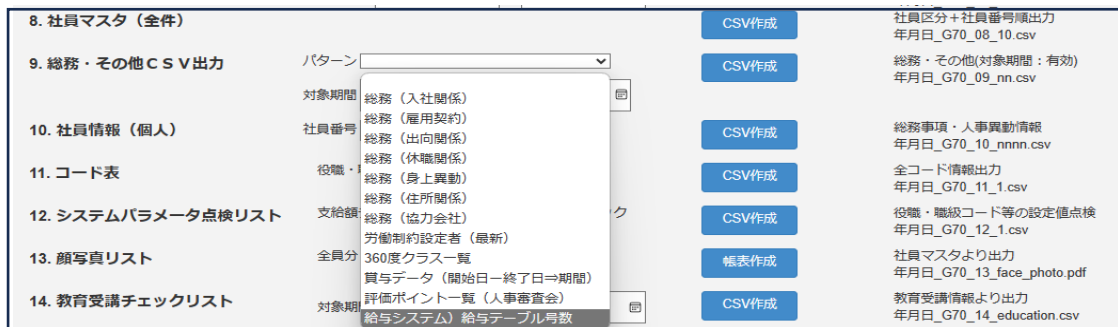 8. 社員マスタ（全件）
CSV作成
社員区分＋社員番号順出力
年月日_G70_08_10.csv
9. 総務・その他ＣＳＶ出力
パターン
CSV作成
総務・その他(対象期間：有効)
年月日_G70_09_nn.csv
対象期間
総務（入社関係）
総務（雇用契約）
総務（出向関係）
総務（休職関係）
総務（身上異動）
総務（住所関係）
総務（協力会社）
労働制約設定者（最新）
360度クラス一覧
賞与データ（開始日ー終了日⇒期間）
評価ポイント一覧（人事審査会）
給与システム）給与テーブル号数
10. 社員情報（個人）
社員番号
CSV作成
総務事項・人事異動情報
年月日_G70_10_nnnn.csv
11. コード表
役職・
CSV作成
全コード情報出力
年月日_G70_11_1.csv
12. システムパラメータ点検リスト
支給額
ック
CSV作成
役職・職級コード等の設定値点検
年月日_G70_12_1.csv
13. 顔写真リスト
全員分
帳表作成
社員マスタより出力
年月日_G70_13_face_photo.pdf
14. 教育受講チェックリスト
対象期
CSV作成
教育受講情報より出力
年月日_G70_14_education.csv